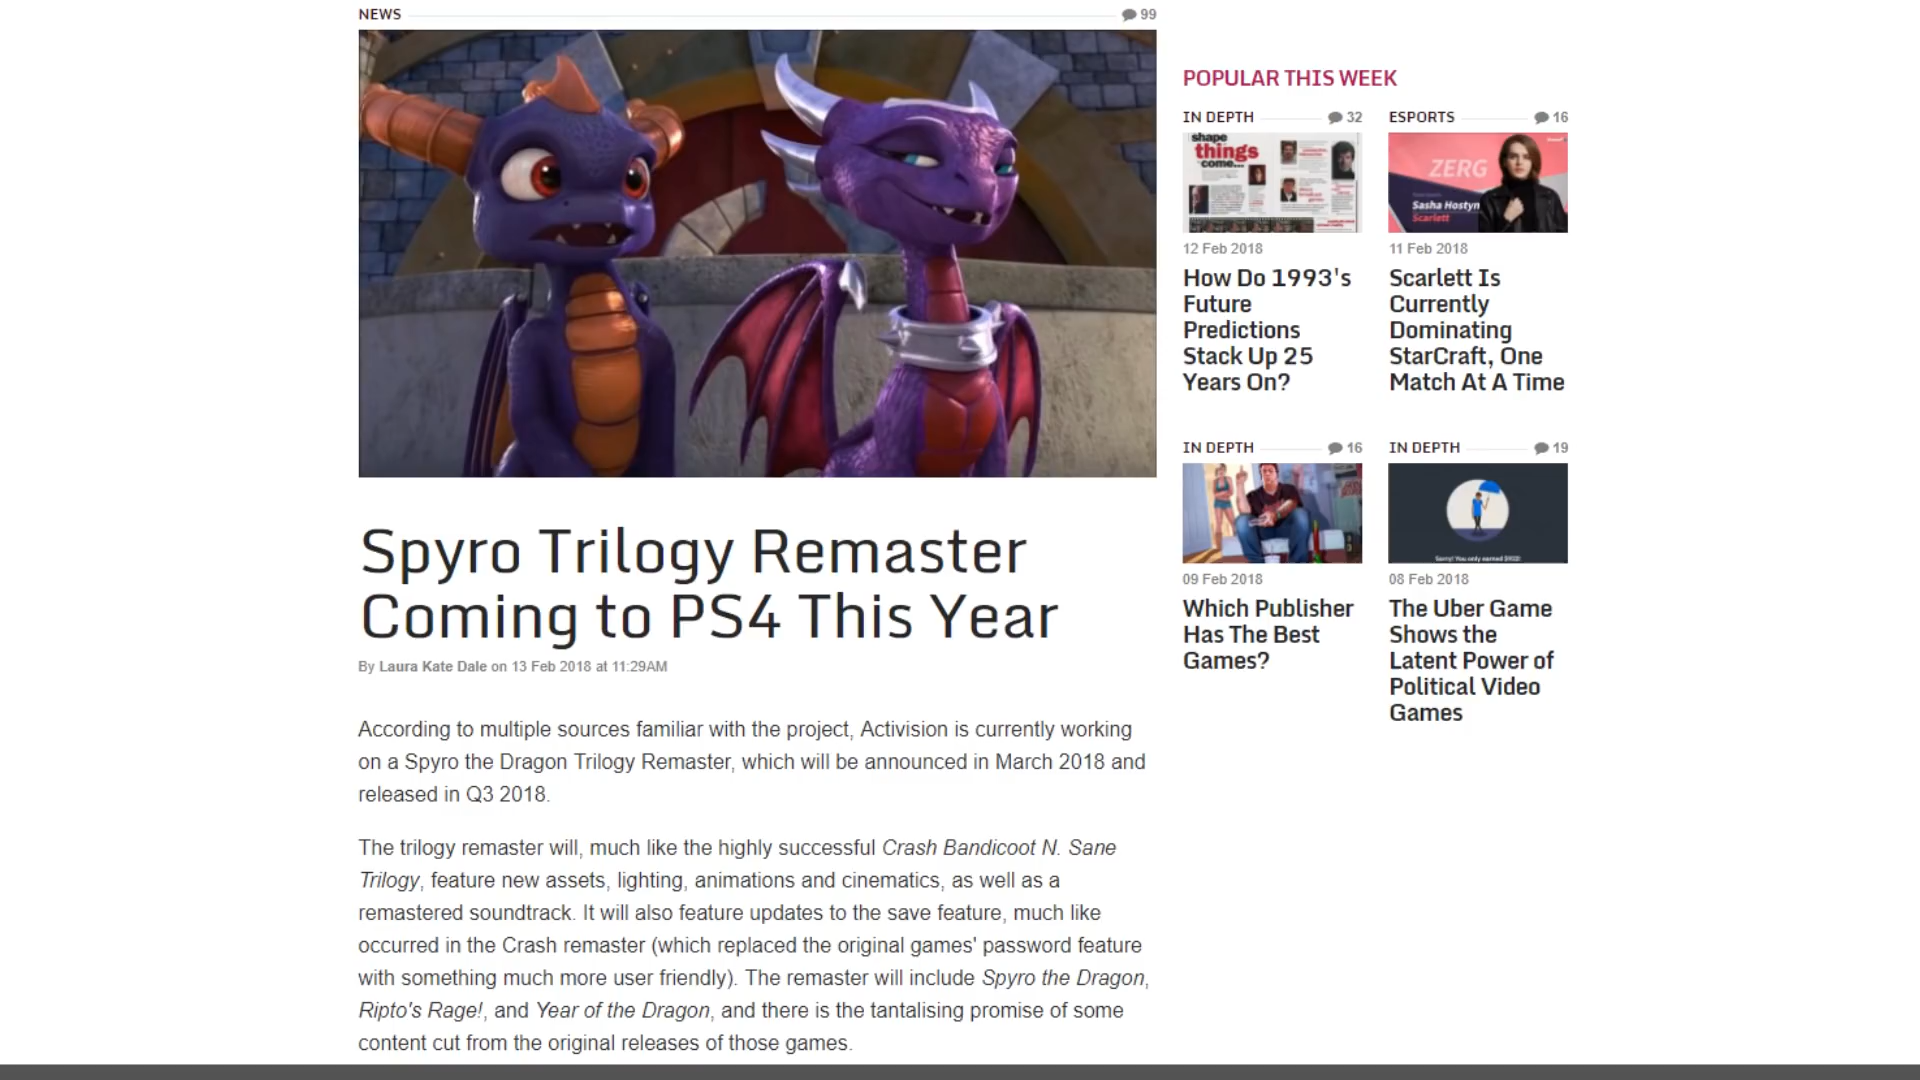 NEWS
99
Spyro Trilogy Remaster
Coming to PS4 This Year
By Laura Kate Dale on 13 Feb 2018 at 11:29AM
According to multiple sources familiar with the project, Activision is currently working
on a Spyro the Dragon Trilogy Remaster, which will be announced in March 2018 and
released in Q3 2018.
The trilogy remaster will, much like the highly successful Crash Bandicoot N. Sane
Trilogy, feature new assets, lighting, animations and cinematics, as well as a
remastered soundtrack. It will also feature updates to the save feature, much like
occurred in the Crash remaster (which replaced the original games' password feature
with something much more user friendly). The remaster will include Spyro the Dragon,
Ripto's Rage!, and Year of the Dragon, and there is the tantalising promise of some
content cut from the original releases of those games.
POPULAR THIS WEEK
IN DEPTH
32
shape
things
come...
12 Feb 2018
How Do 1993's
Future
Predictions
Stack Up 25
Years On?
ESPORTS
16
ZERG
Sasha Hostyn
Scarlett
11 Feb 2018
Scarlett Is
Currently
Dominating
StarCraft, One
Match At A Time
IN DEPTH
16
09 Feb 2018
Which Publisher
Has The Best
Games?
IN DEPTH
19
Sorry! You only earned
08 Feb 2018
The Uber Game
Shows the
Latent Power of
Political Video
Games